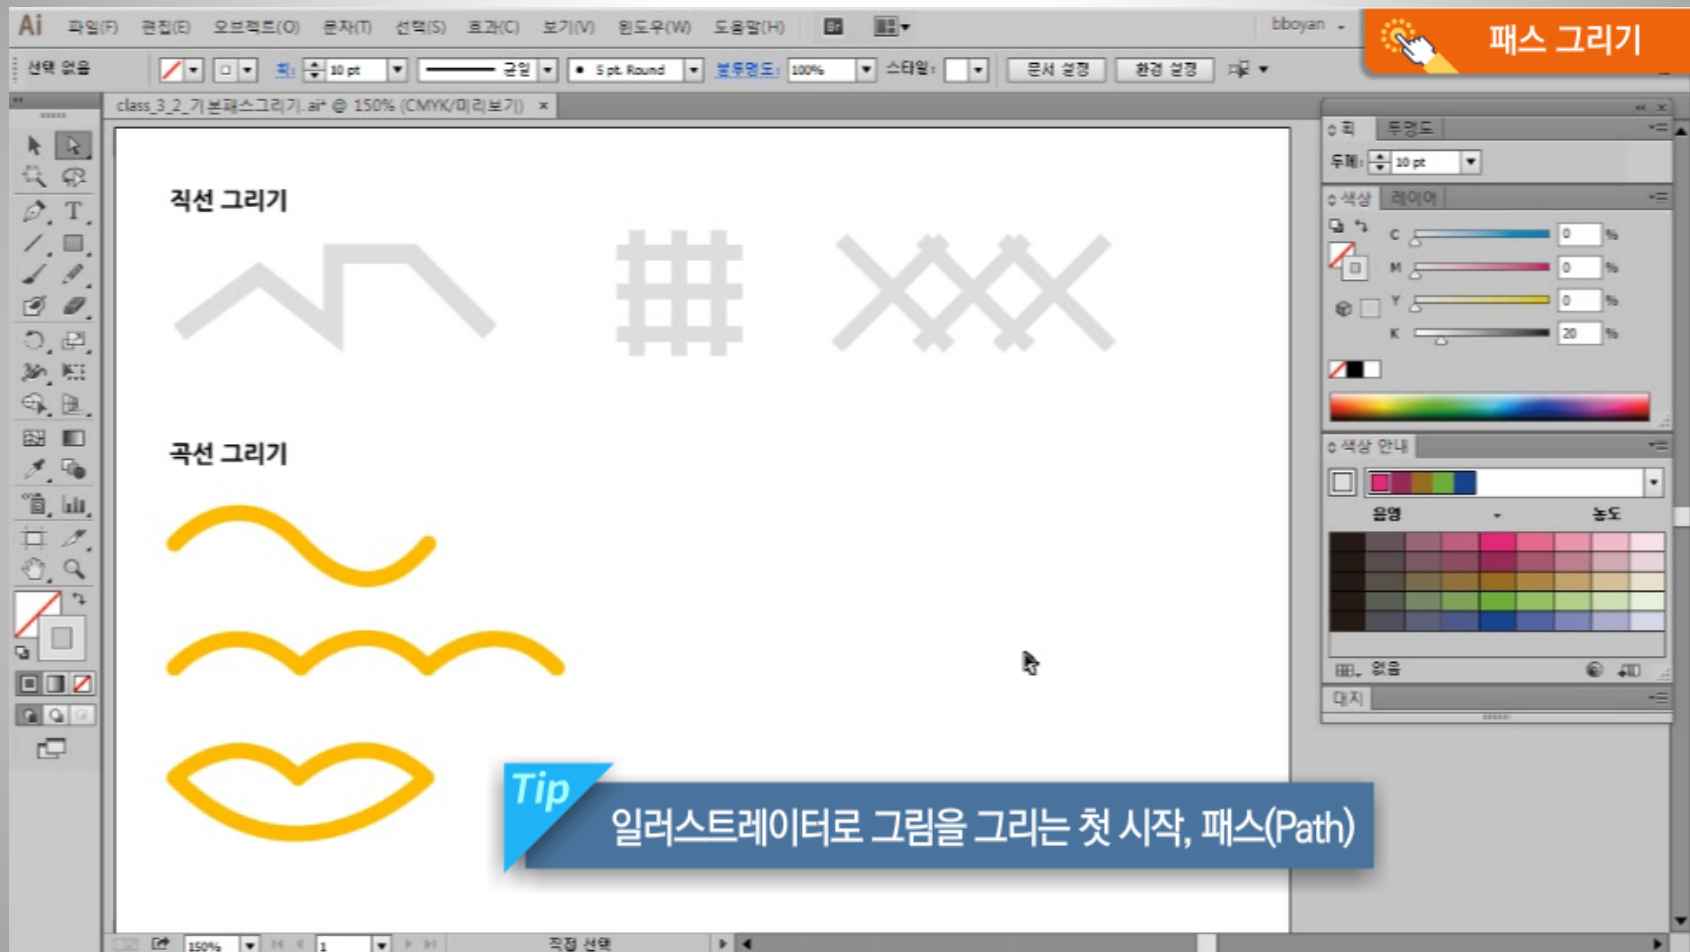 Ai 파일(F) 편집(E) 오브젝트(O) 문자(T) 선택(S) 효과(C) 보기(V) 윈도우(W) 도움말(H) Br bboyan
패스 그리기
선택 없음 획: 10 pt 균일 5 pt. Round 불투명도: 100% 스타일: 문서 설정 환경 설정
class_3_2_기본패스그리기.ai* @ 150% (CMYK/미리보기) ×
획 투명도
두께: 10 pt
색상 레이어
C 0 %
M 0 %
Y 0 %
K 20 %
색상 안내
음영 농도
없음
대지
직선 그리기
곡선 그리기
Tip
일러스트레이터로 그림을 그리는 첫 시작, 패스(Path)
150% 1 직접 선택